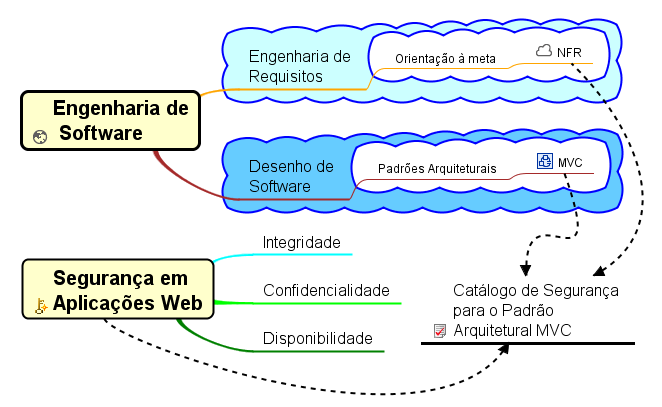 Engenharia de
Requisitos
Orientação à meta
NFR
Engenharia de
Software
Desenho de
Software
Padrões Arquiteturais
MVC
Integridade
Segurança em
Aplicações Web
Confidencialidade
Disponibilidade
Catálogo de Segurança
para o Padrão
Arquitetural MVC